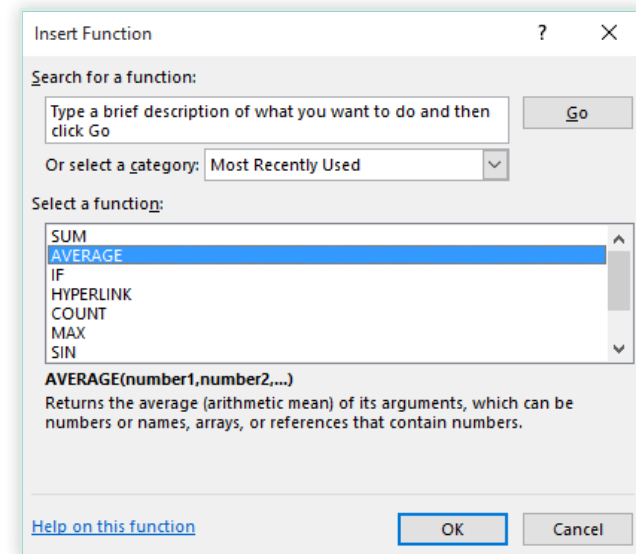 Insert Function ?
Search for a function:
Type a brief description of what you want to do and then
click Go
Go
Or select a category: Most Recently Used
Select a function:
SUM
AVERAGE
IF
HYPERLINK
COUNT
MAX
SIN
AVERAGE(number1,number2,...)
Returns the average (arithmetic mean) of its arguments, which can be
numbers or names, arrays, or references that contain numbers.
Help on this function OK Cancel